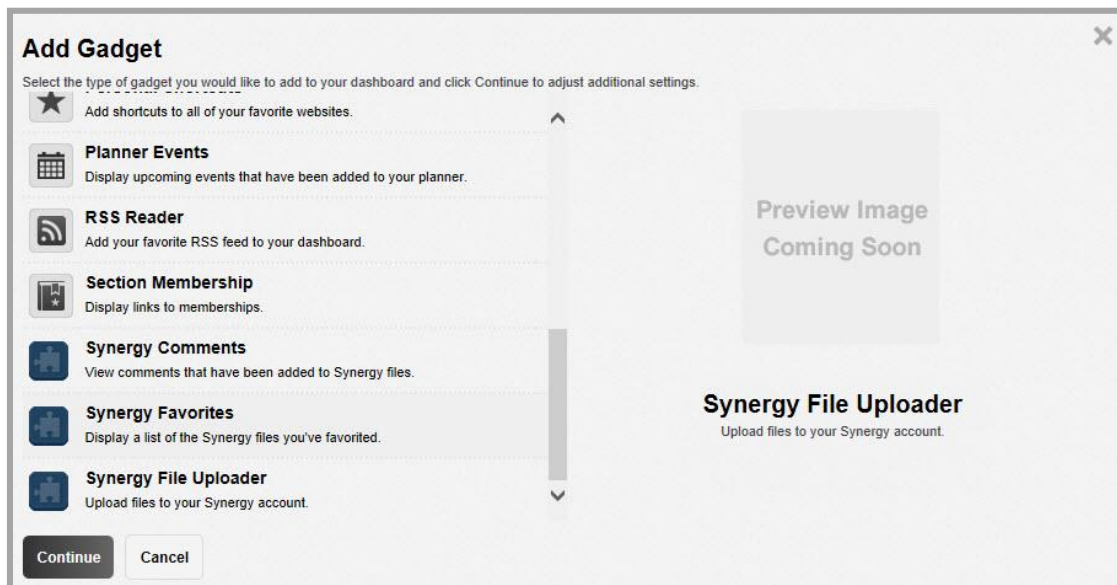 Add Gadget
Select the type of gadget you would like to add to your dashboard and click Continue to adjust additional settings.
Add shortcuts to all of your favorite websites.
Planner Events
Display upcoming events that have been added to your planner.
RSS Reader
Add your favorite RSS feed to your dashboard.
Section Membership
Display links to memberships.
Synergy Comments
View comments that have been added to Synergy files.
Synergy Favorites
Display a list of the Synergy files you've favorited.
Synergy File Uploader
Upload files to your Synergy account.
Preview Image
Coming Soon
Synergy File Uploader
Upload files to your Synergy account.
Continue
Cancel